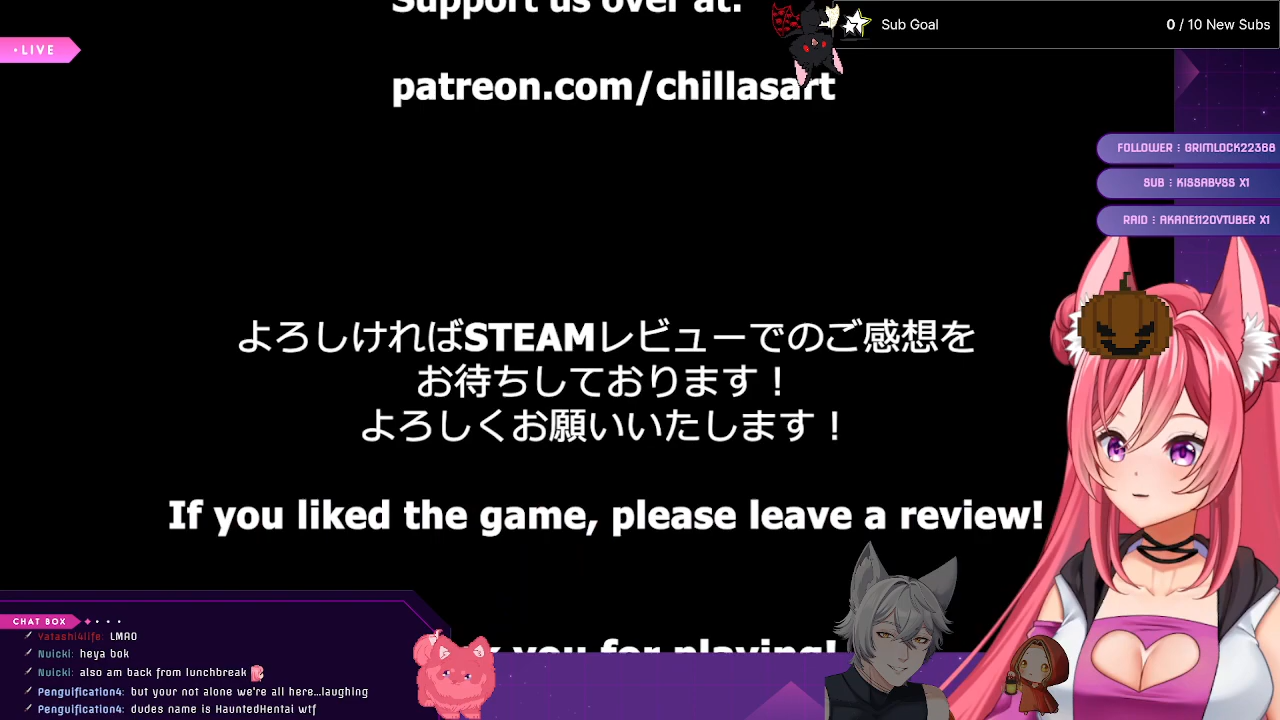 Support us over at:
Sub Goal
0 / 10 New Subs
• LIVE
patreon.com/chillasart
FOLLOWER : GRIMLOCK22368
SUB : KISSABYSS X1
RAID : AKANE1120VTUBER X1
よろしければSTEAMレビューでのご感想を
お待ちしております！
よろしくお願いいたします！
If you liked the game, please leave a review!
you for playing!
CHAT BOX
Yatashi4life: LMAO
Nuicki: heya bok
Nuicki: also am back from lunchbreak
Penguification4: but your not alone we're all here...laughing
Penguification4: dudes name is HauntedHentai wtf